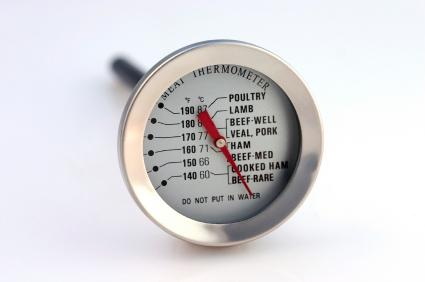 MEAT THERMOMETER
°F °C
190 87 POULTRY
180 8 LAMB
BEEF-WELL
170 77 VEAL, PORK
160 71 HAM
150 66 BEEF-MED
COOKED HAM
140 60 BEEF RARE
DO NOT PUT IN WATER